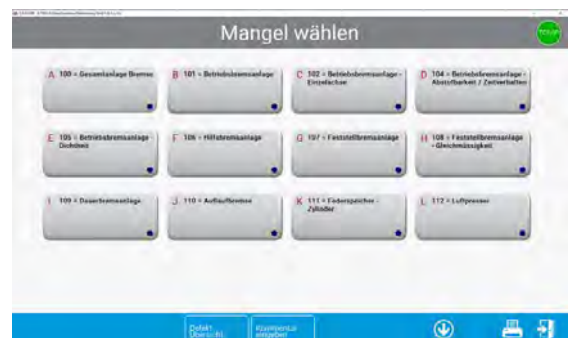 Mangel wählen
A 100 = Gesamtanlage Bremse
B 101 = Betriebsbremsanlage
C 102 = Betriebsbremsanlage -
Einzelachse
D 104 = Betriebsbremsanlage -
Abstufbarkeit / Zeitverhalten
E 105 = Betriebsbremsanlage -
Dichtheit
F 106 = Hilfsbremsanlage
G 107 = Feststellbremsanlage
H 108 = Feststellbremsanlage
- Gleichmässigkeit
I 109 = Dauerbremsanlage
J 110 = Auflaufbremse
K 111 = Federspeicher -
Zylinder
L 112 = Luftpresser
Defekt
Übersicht
Kommentar
eingeben